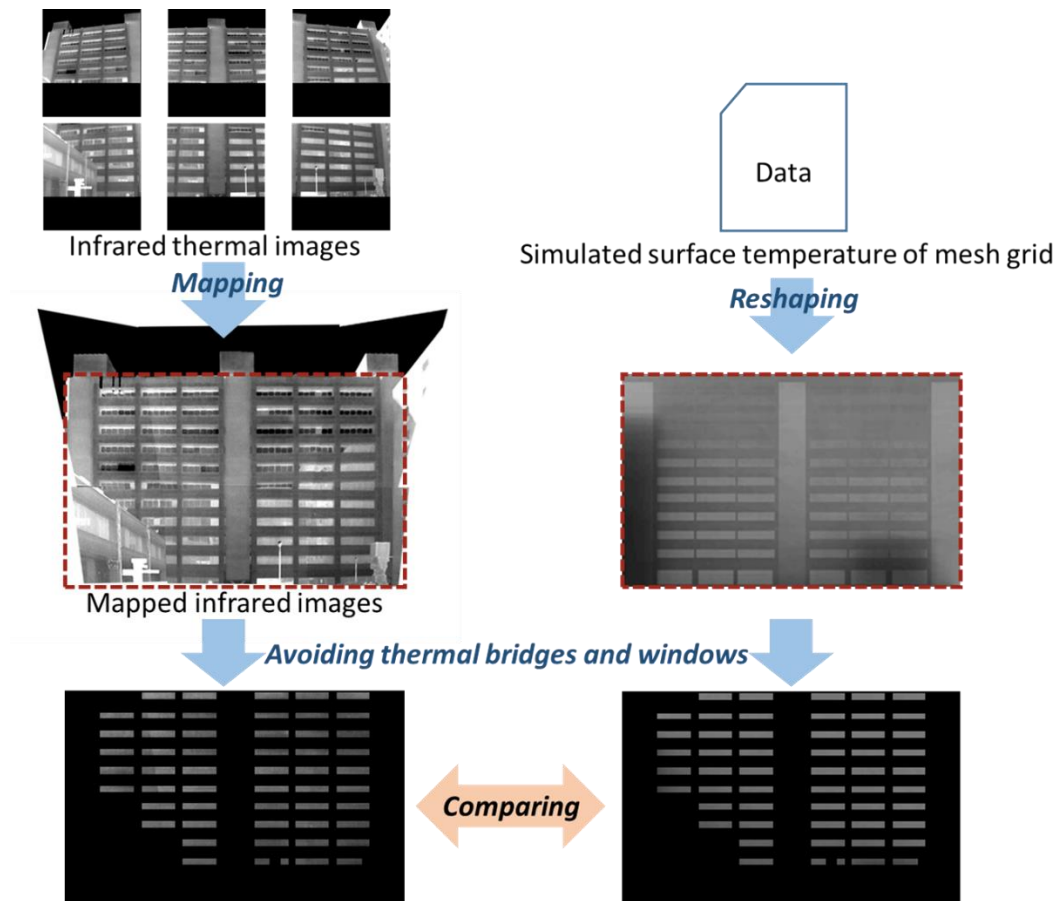 Infrared thermal images
Mapping
Data
Simulated surface temperature of mesh grid
Reshaping
Mapped infrared images
Avoiding thermal bridges and windows
Comparing